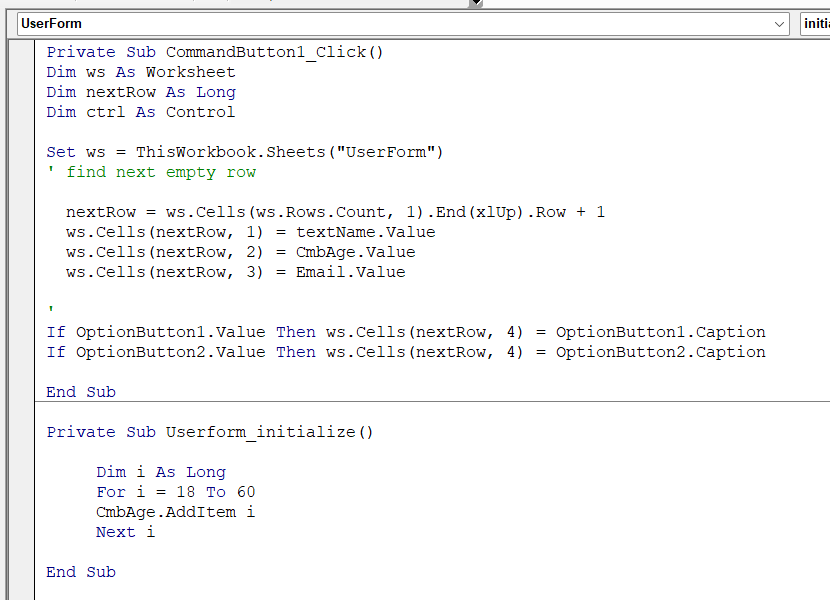 UserForm
initia
Private Sub CommandButton1_Click()
Dim ws As Worksheet
Dim nextRow As Long
Dim ctrl As Control
Set ws = ThisWorkbook.Sheets("UserForm")
' find next empty row
nextRow = ws.Cells(ws.Rows.Count, 1).End(xlUp).Row + 1
ws.Cells(nextRow, 1) = textName.Value
ws.Cells(nextRow, 2) = CmbAge.Value
ws.Cells(nextRow, 3) = Email.Value
'
If OptionButton1.Value Then ws.Cells(nextRow, 4) = OptionButton1.Caption
If OptionButton2.Value Then ws.Cells(nextRow, 4) = OptionButton2.Caption
End Sub
Private Sub Userform_initialize()
Dim i As Long
For i = 18 To 60
CmbAge.AddItem i
Next i
End Sub